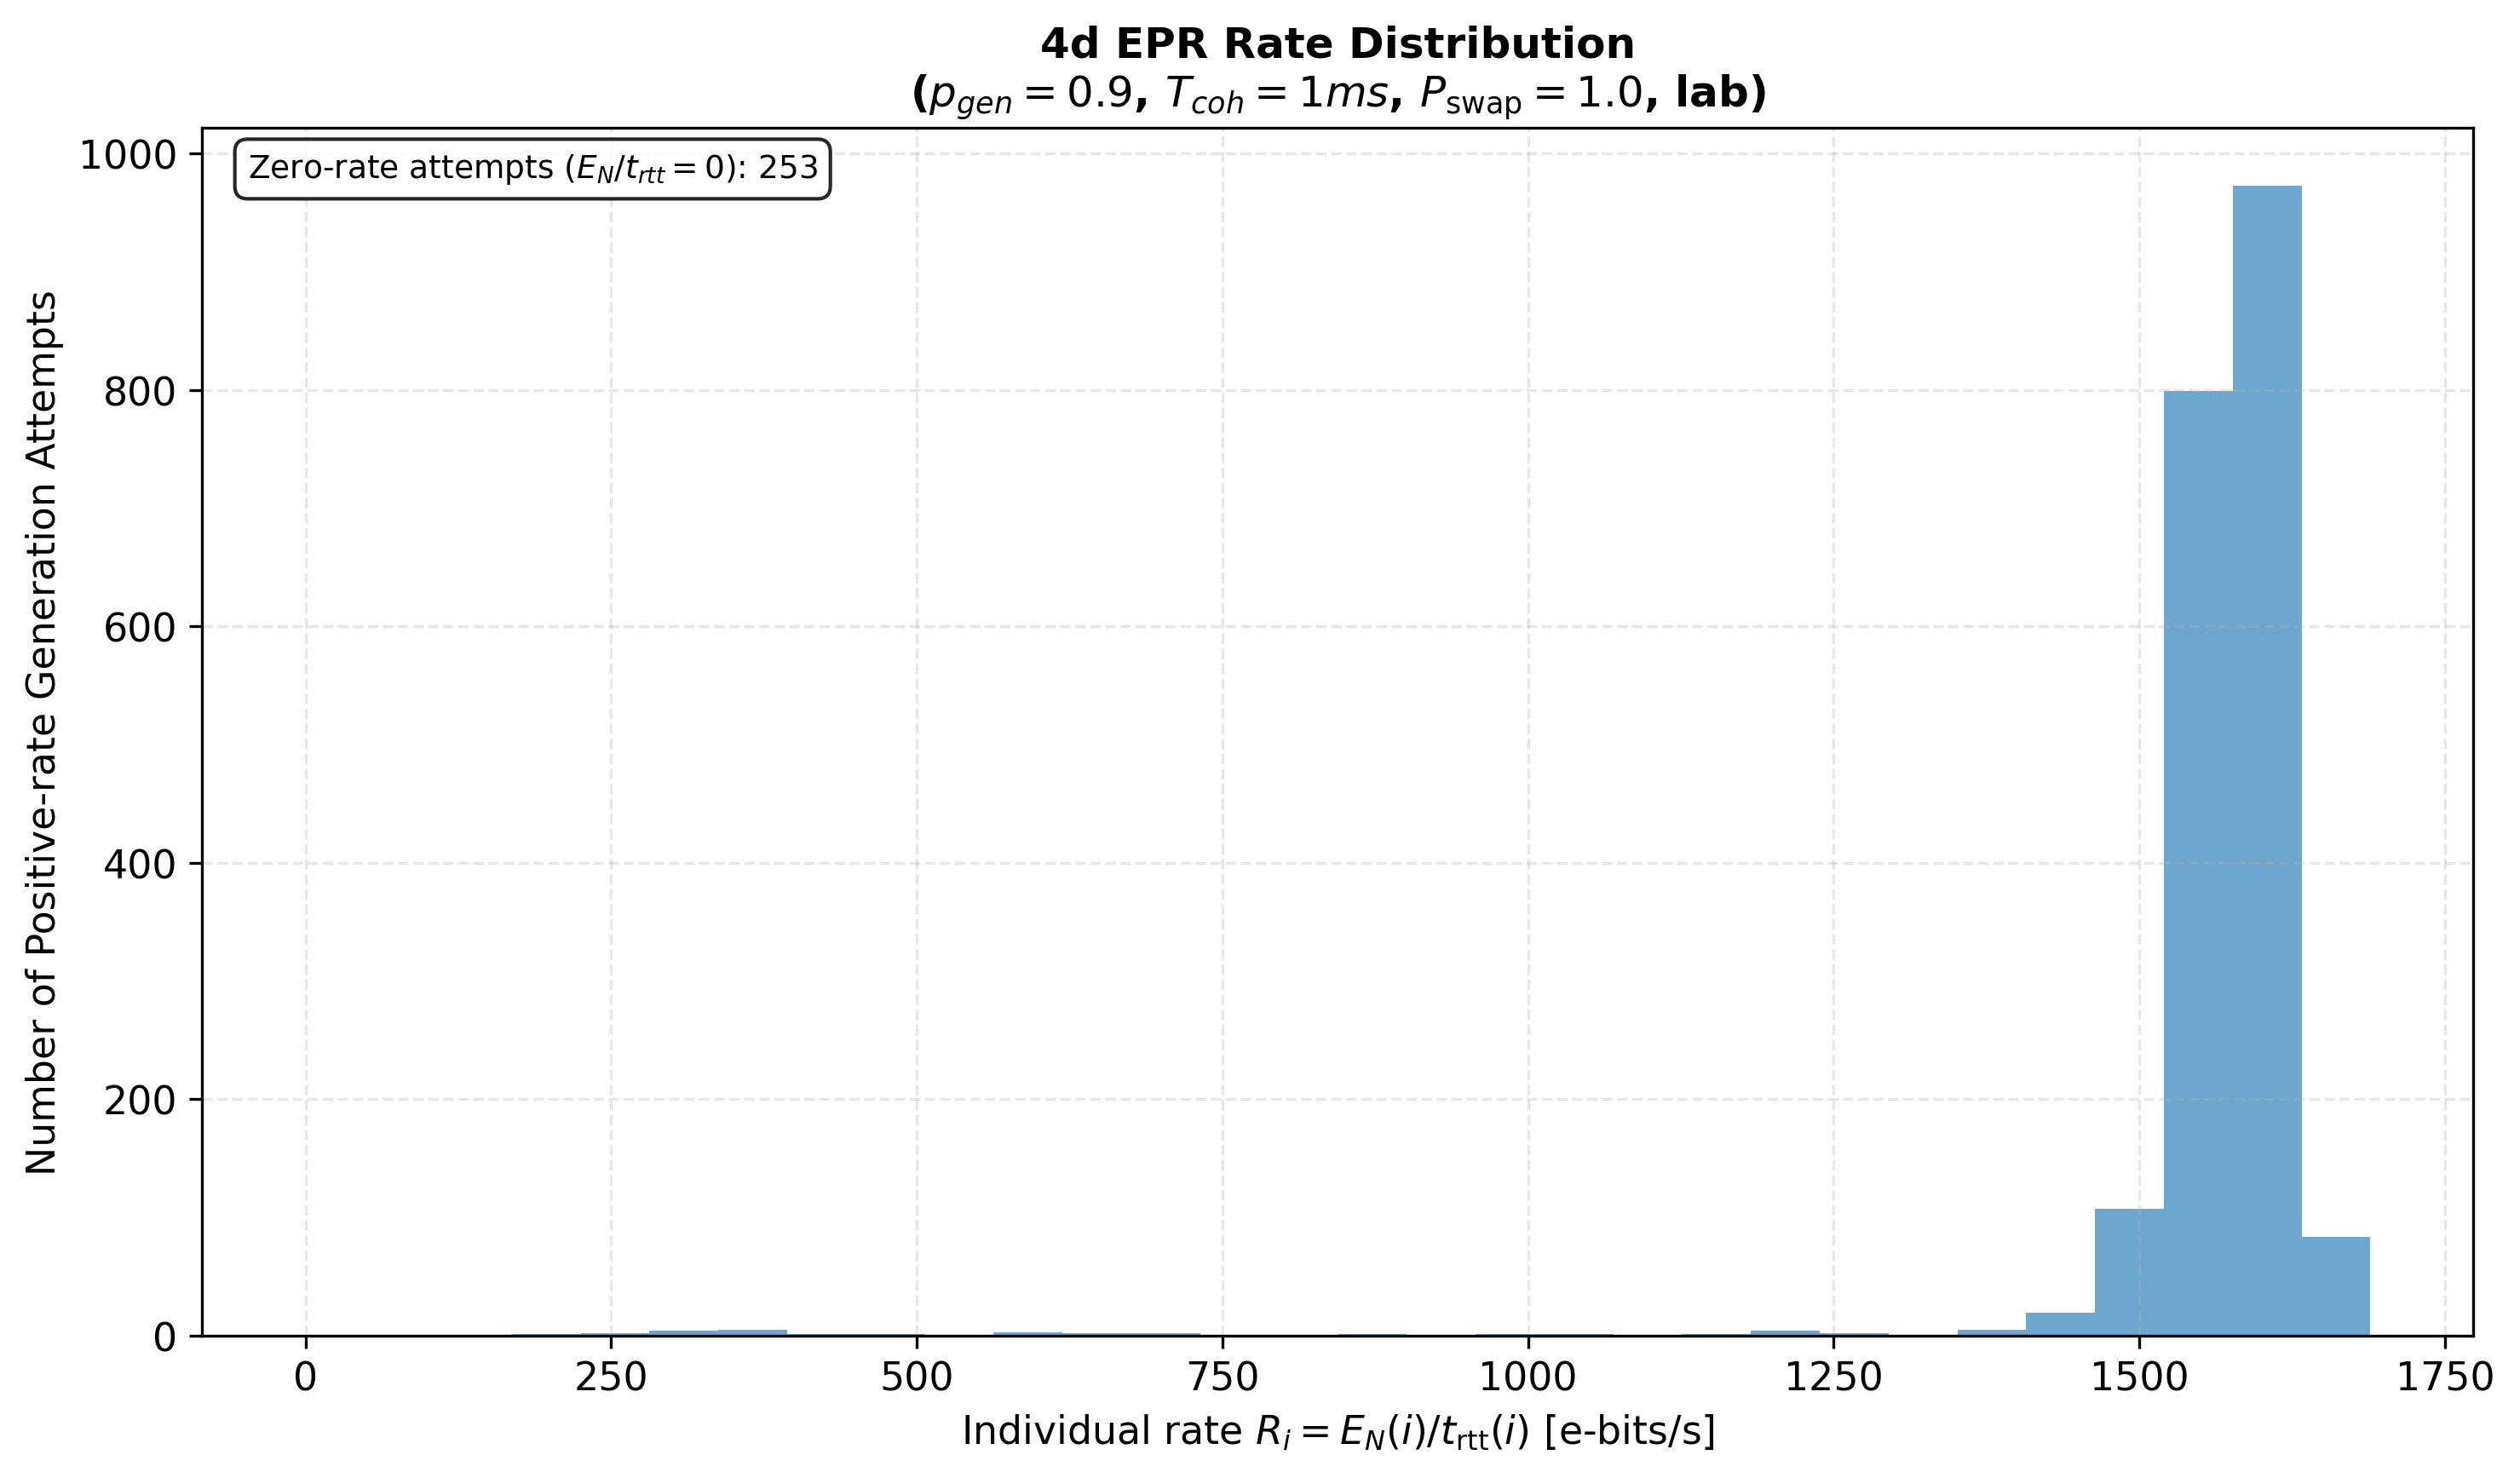 4d EPR Rate Distribution
(p_gen = 0.9, T_coh = 1ms, P_swap = 1.0, lab)
Zero-rate attempts (E_N/t_rtt = 0): 253
Number of Positive-rate Generation Attempts
1000
800
600
400
200
0
0 250 500 750 1000 1250 1500 1750
Individual rate R_i = E_N(i)/t_rtt(i) [e-bits/s]